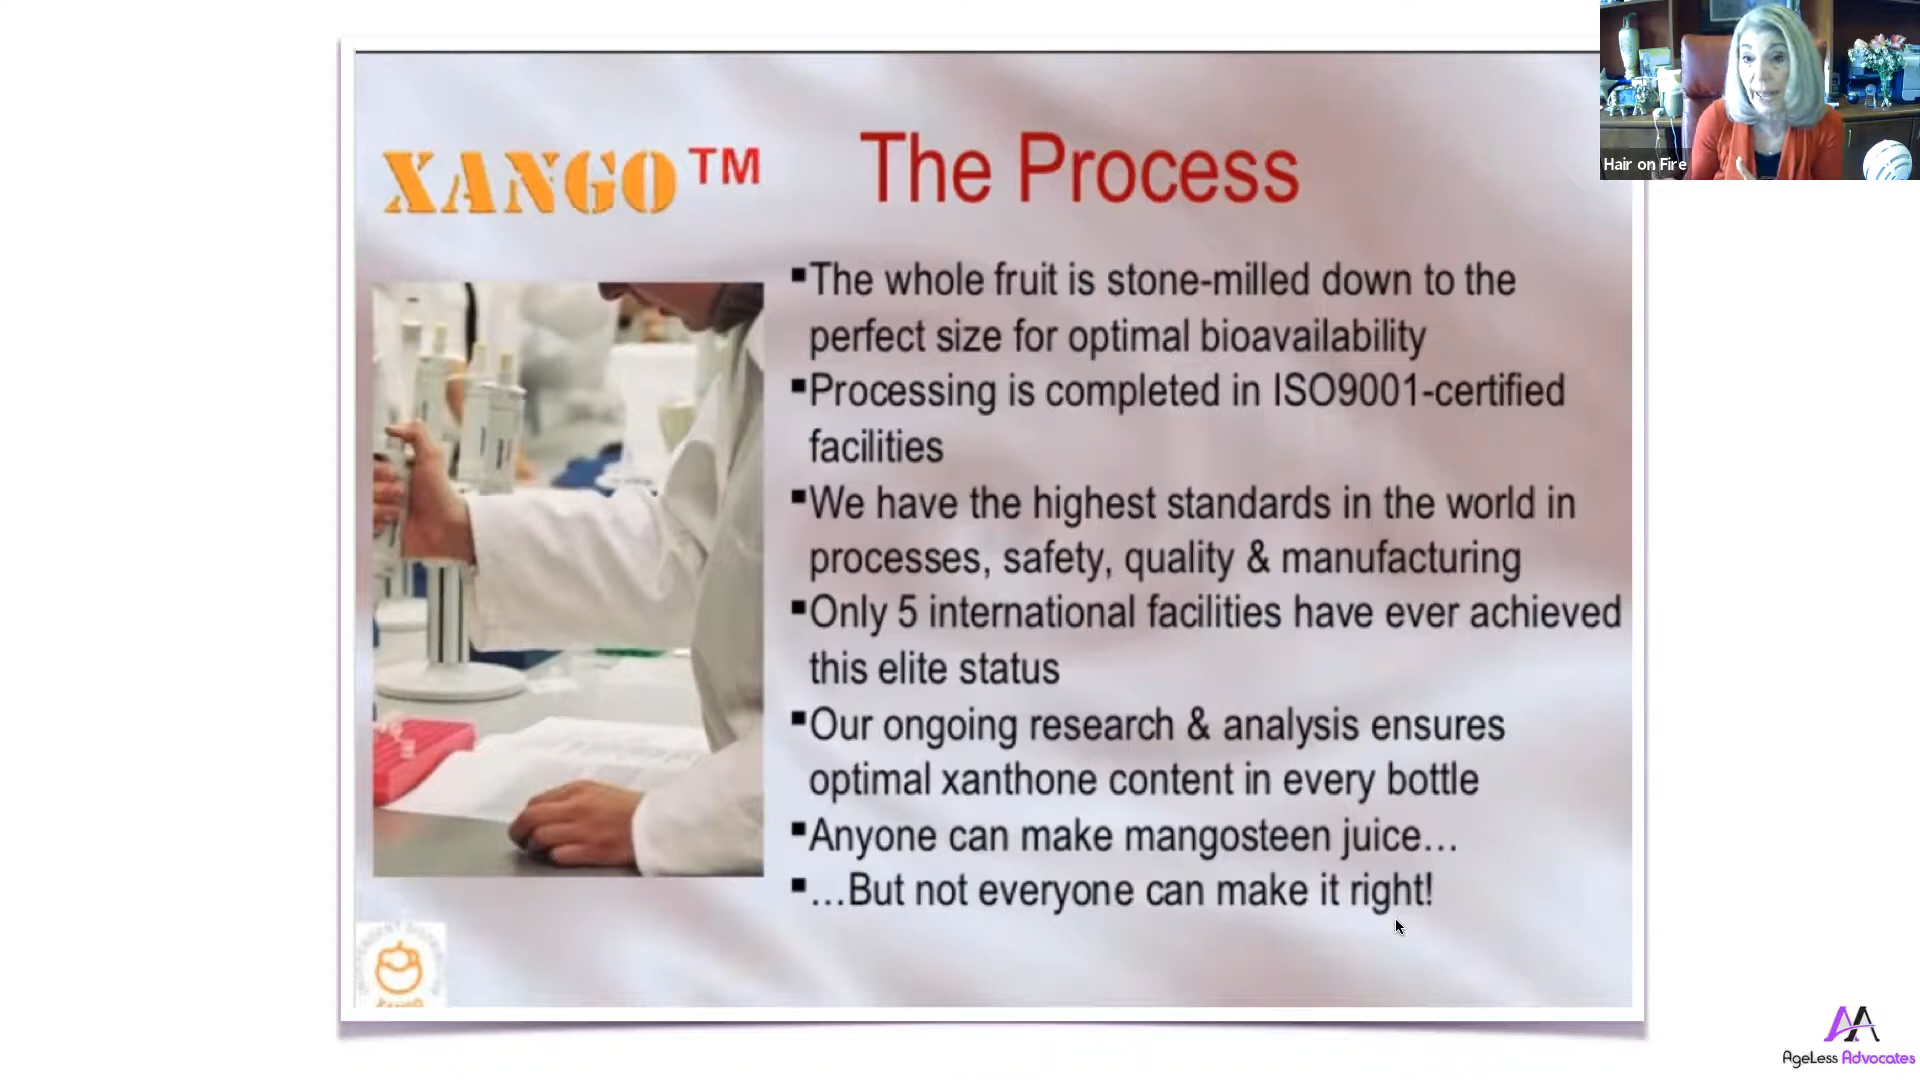 Hair on Fire
XANGO™
The Process
▪The whole fruit is stone-milled down to the
perfect size for optimal bioavailability
▪Processing is completed in ISO9001-certified
facilities
▪We have the highest standards in the world in
processes, safety, quality & manufacturing
▪Only 5 international facilities have ever achieved
this elite status
▪Our ongoing research & analysis ensures
optimal xanthone content in every bottle
▪Anyone can make mangosteen juice…
▪…But not everyone can make it right!
AgeLess Advocates